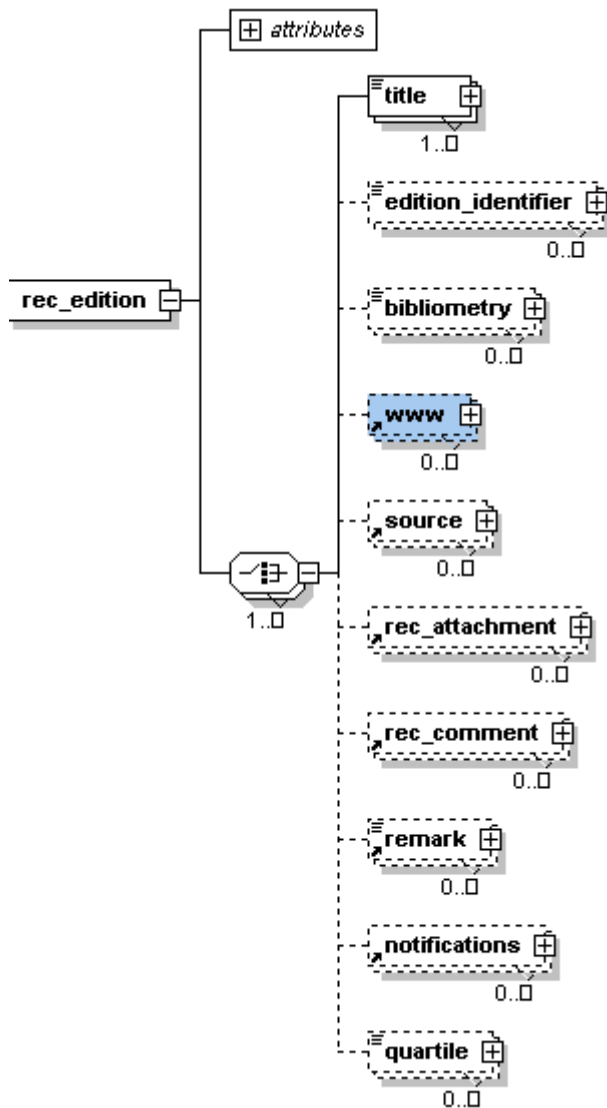 attributes
title
1..▯
edition_identifier
0..▯
rec_edition
bibliometry
0..▯
www
0..▯
source
0..▯
1..▯
rec_attachment
0..▯
rec_comment
0..▯
remark
0..▯
notifications
0..▯
quartile
0..▯